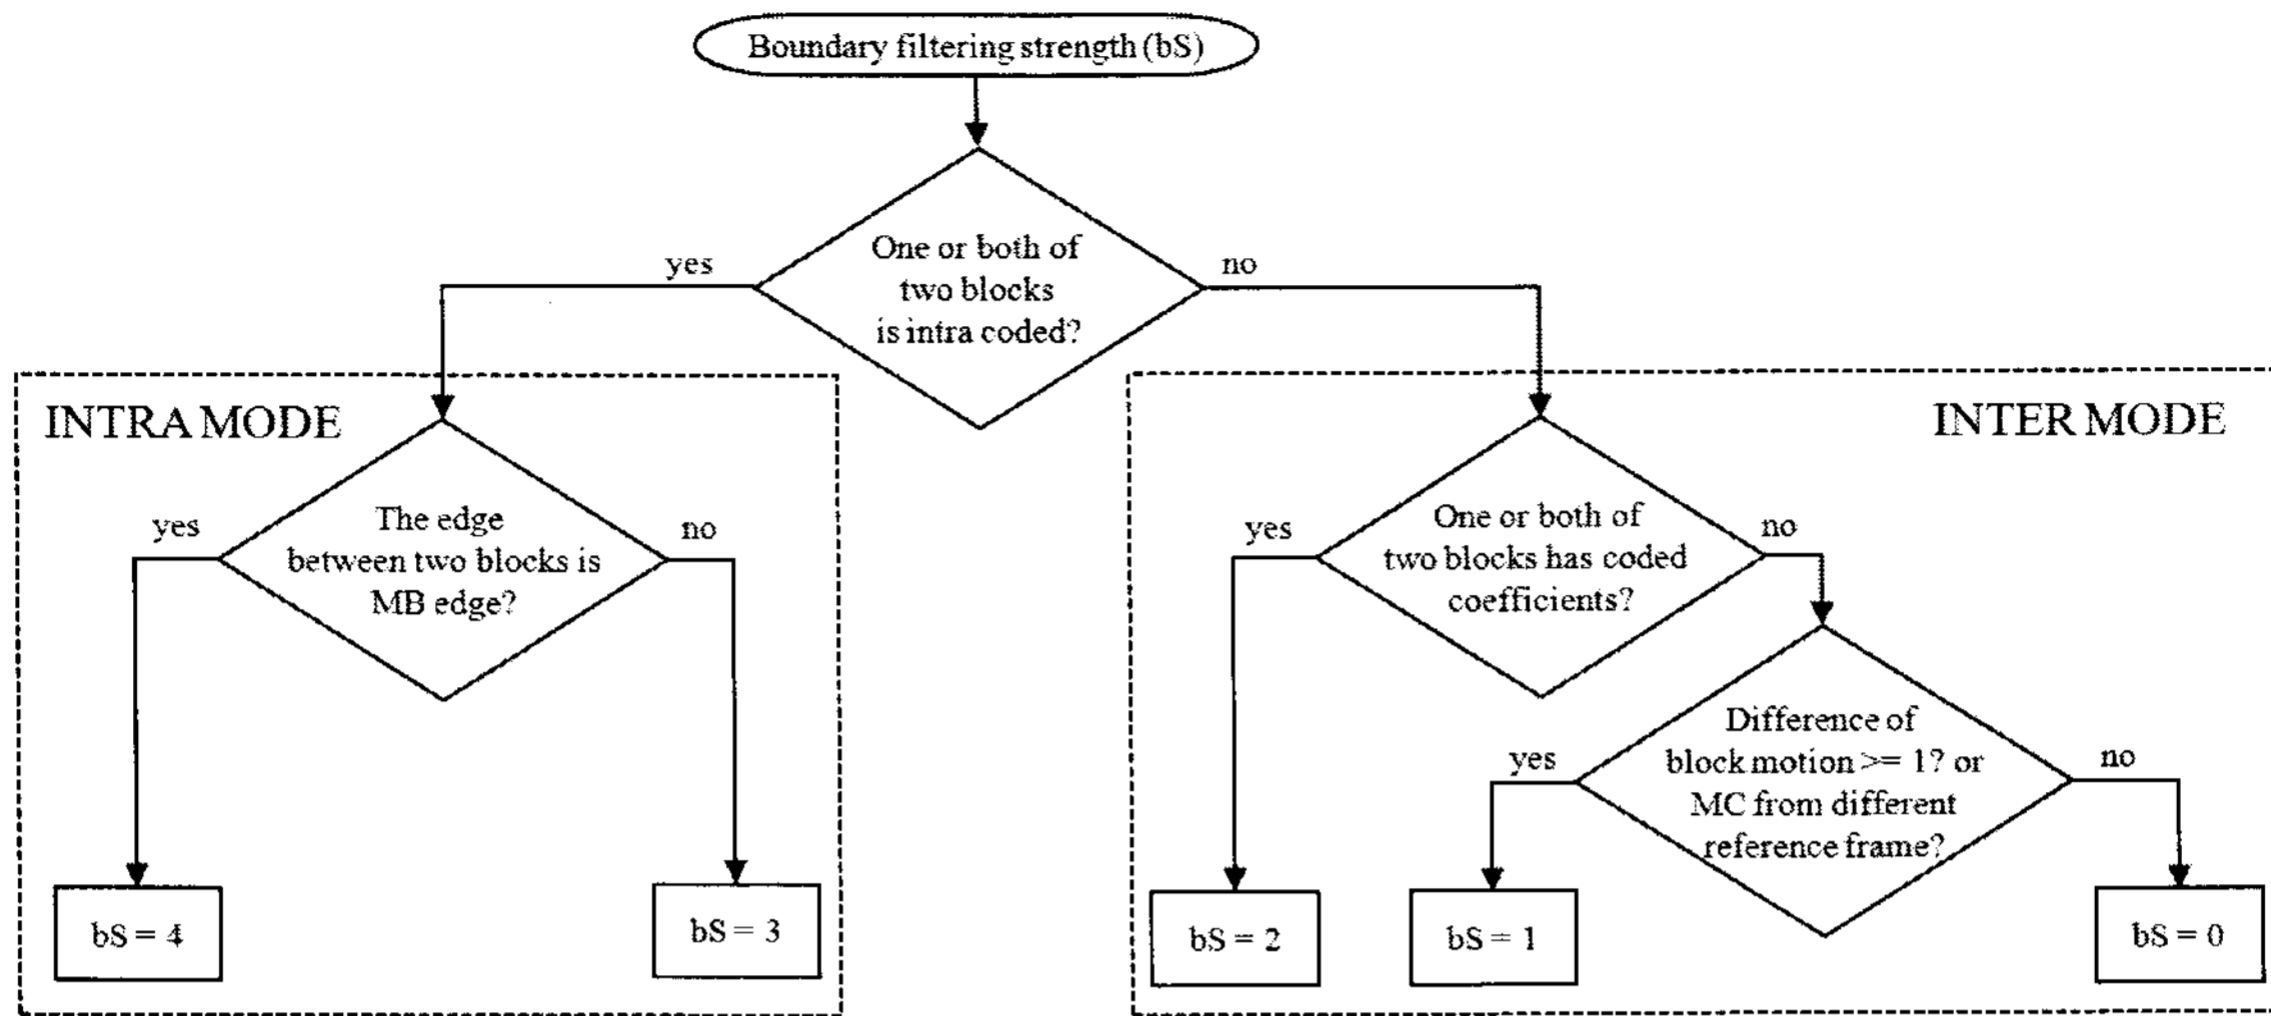 Boundary filtering strength (bS)
One or both of
two blocks
is intra coded?
yes
no
INTRA MODE
The edge
between two blocks is
MB edge?
yes
no
bS = 4
bS = 3
INTER MODE
One or both of
two blocks has coded
coefficients?
yes
no
Difference of
block motion >= 1? or
MC from different
reference frame?
yes
no
bS = 2
bS = 1
bS = 0